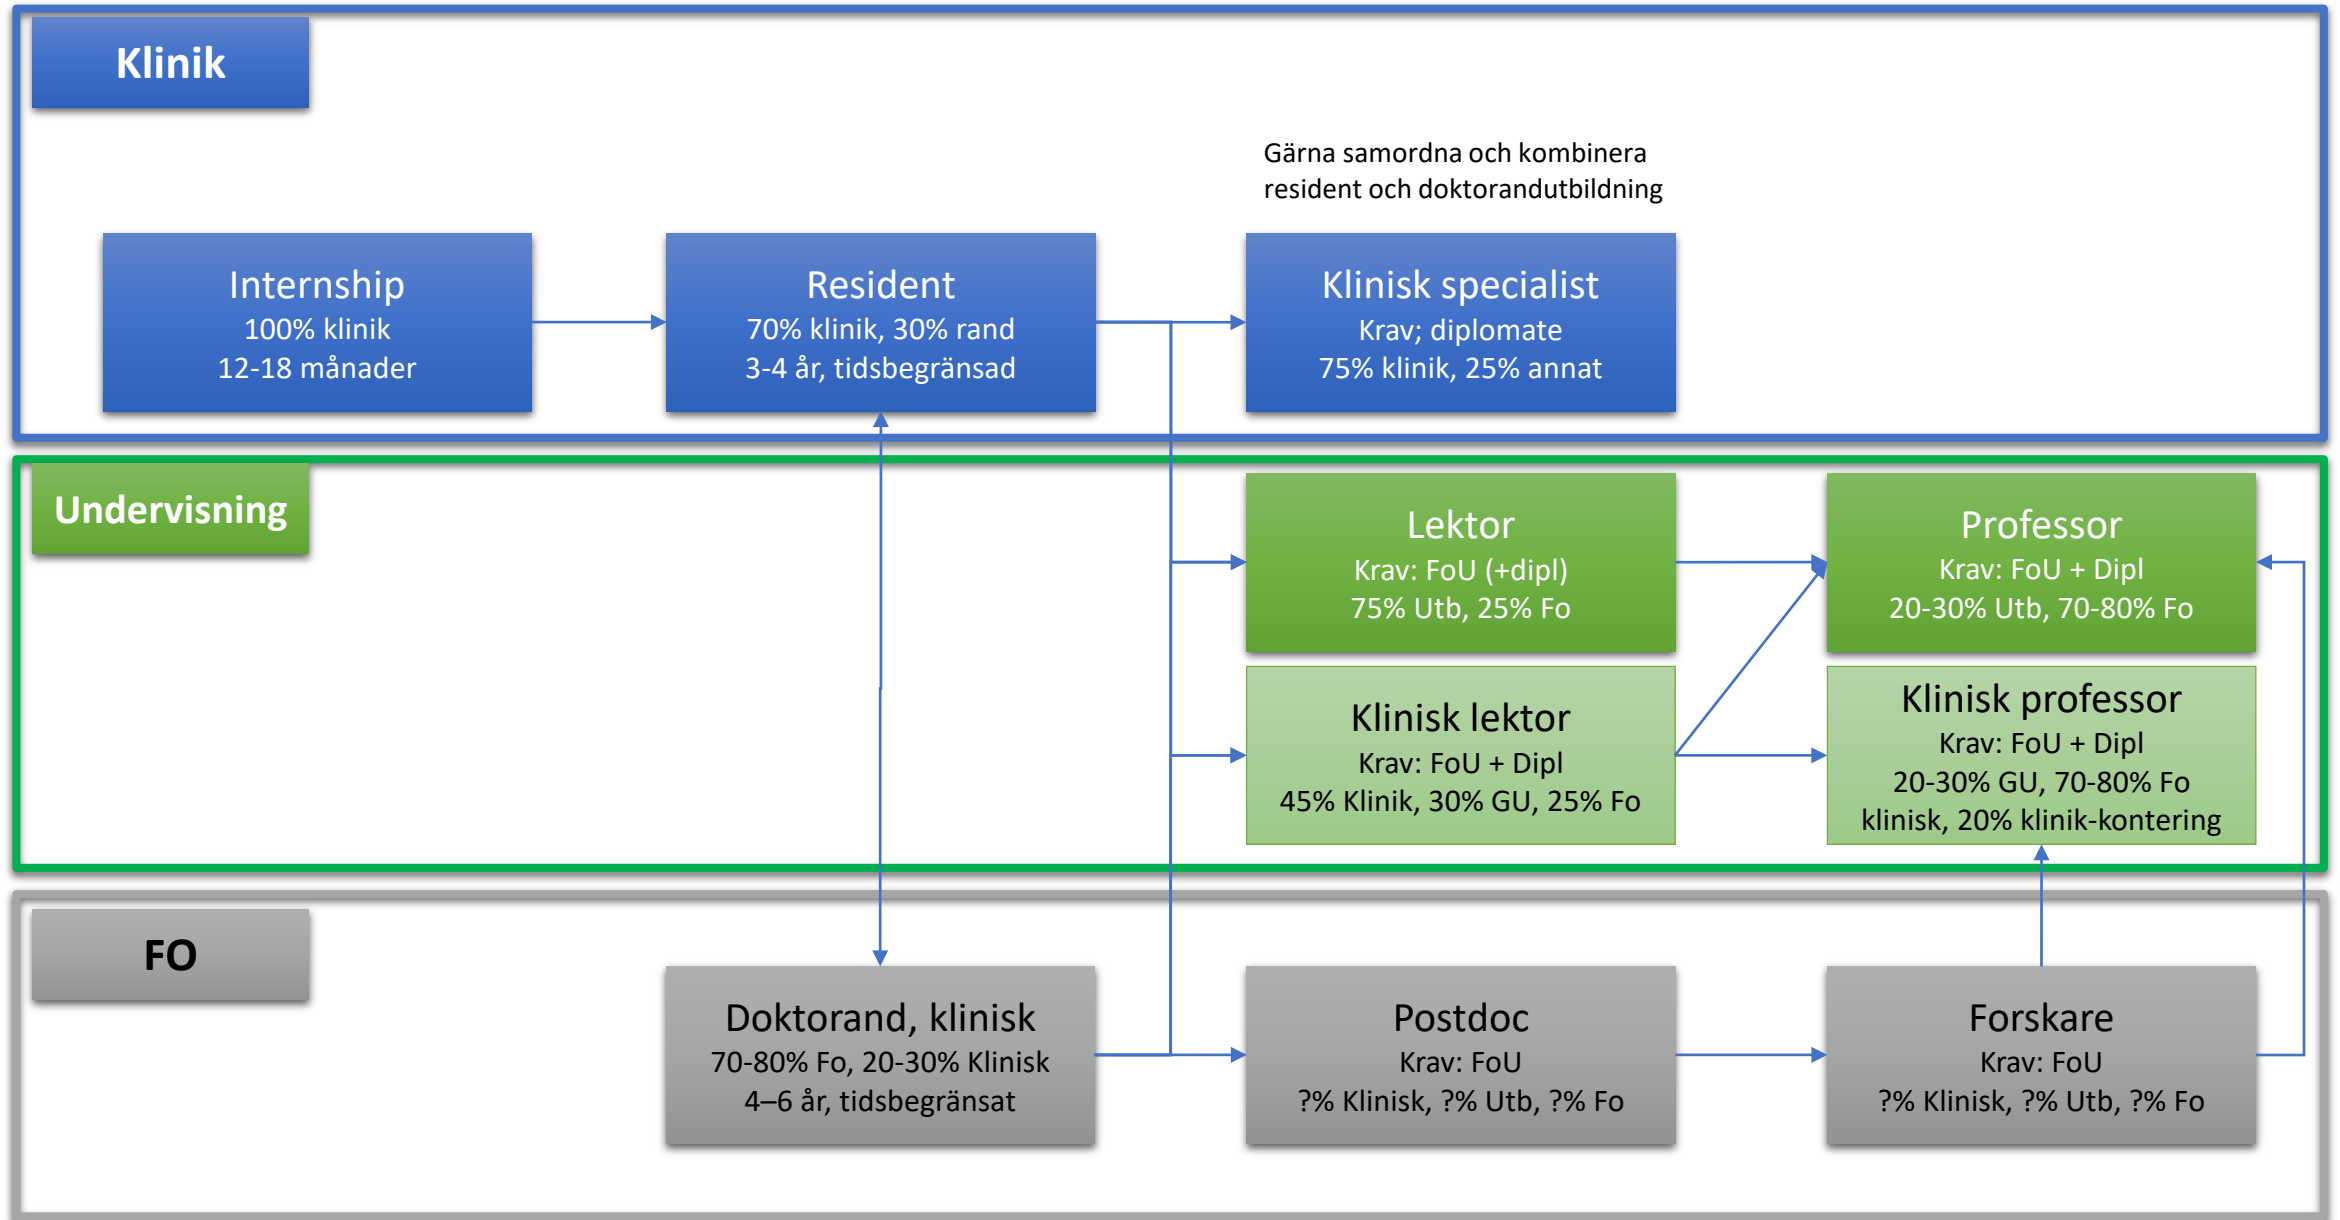 Klinik
Gärna samordna och kombinera
resident och doktorandutbildning
Internship
100% klinik
12-18 månader
Resident
70% klinik, 30% rand
3-4 år, tidsbegränsad
Klinisk specialist
Krav; diplomate
75% klinik, 25% annat
Undervisning
Lektor
Krav: FoU (+dipl)
75% Utb, 25% Fo
Professor
Krav: FoU + Dipl
20-30% Utb, 70-80% Fo
Klinisk lektor
Krav: FoU + Dipl
45% Klinik, 30% GU, 25% Fo
Klinisk professor
Krav: FoU + Dipl
20-30% GU, 70-80% Fo
klinisk, 20% klinik-kontering
FO
Doktorand, klinisk
70-80% Fo, 20-30% Klinisk
4–6 år, tidsbegränsat
Postdoc
Krav: FoU
?% Klinisk, ?% Utb, ?% Fo
Forskare
Krav: FoU
?% Klinisk, ?% Utb, ?% Fo